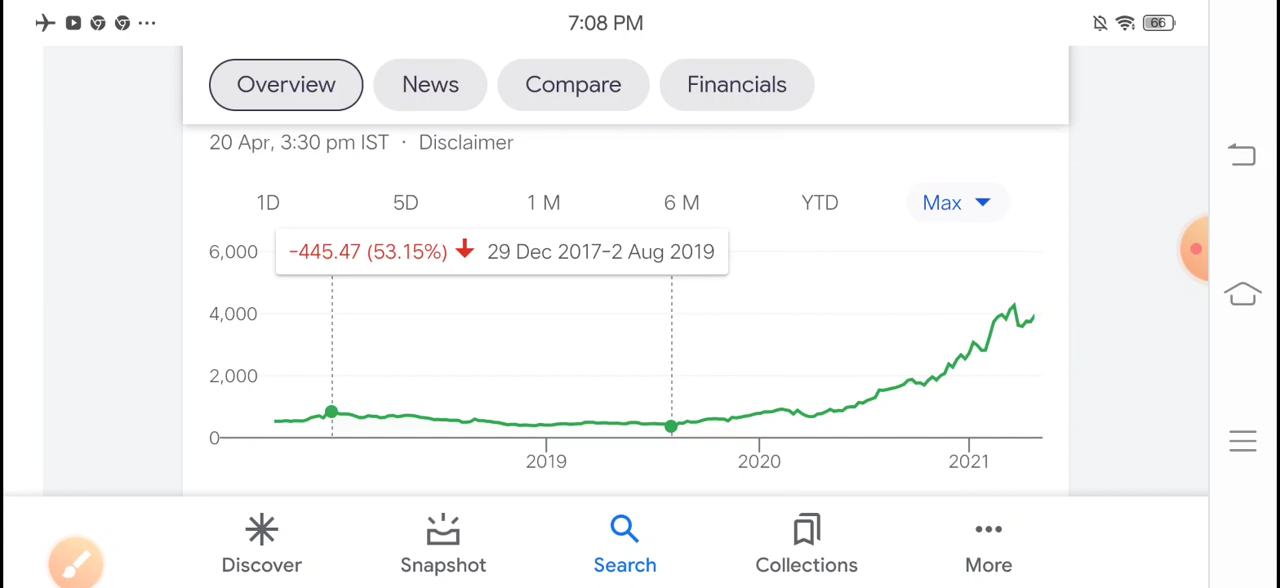 7:08 PM
66
Overview News Compare Financials
20 Apr, 3:30 pm IST · Disclaimer
1D 5D 1 M 6 M YTD Max
−445.47 (53.15%) 29 Dec 2017–2 Aug 2019
6,000
4,000
2,000
0
2019 2020 2021
Discover Snapshot Search Collections More